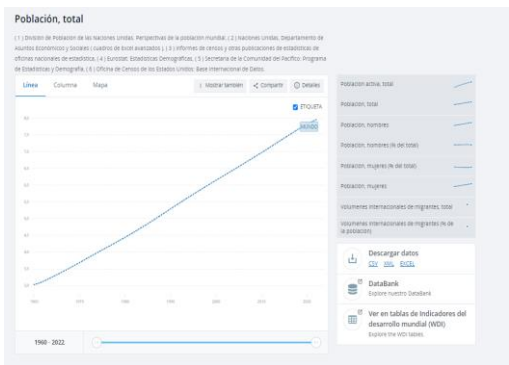 Población, total
( 1 ) División de Población de las Naciones Unidas. Perspectivas de la población mundial, ( 2 ) Naciones Unidas, Departamento de
Asuntos Económicos y Sociales ( cuadros de Excel avanzados ), ( 3 ) Informes de censos y otras publicaciones de estadísticas de
oficinas nacionales de estadística, ( 4 ) Eurostat: Estadísticas Demográficas, ( 5 ) Secretaría de la Comunidad del Pacífico: Programa
de Estadísticas y Demografía, ( 6 ) Oficina de Censos de los Estados Unidos: Base Internacional de Datos.
Línea Columna Mapa Mostrar también Compartir Detalles
ETIQUETA
MUNDO
1960 - 2022
Población activa, total
Población, total
Población, hombres
Población, hombres (% del total)
Población, mujeres (% del total)
Población, mujeres
Volúmenes internacionales de migrantes, total
Volúmenes internacionales de migrantes (% de
la población)
Descargar datos
CSV XML EXCEL
DataBank
Explore nuestro DataBank
Ver en tablas de Indicadores del
desarrollo mundial (WDI)
Explore the WDI tables